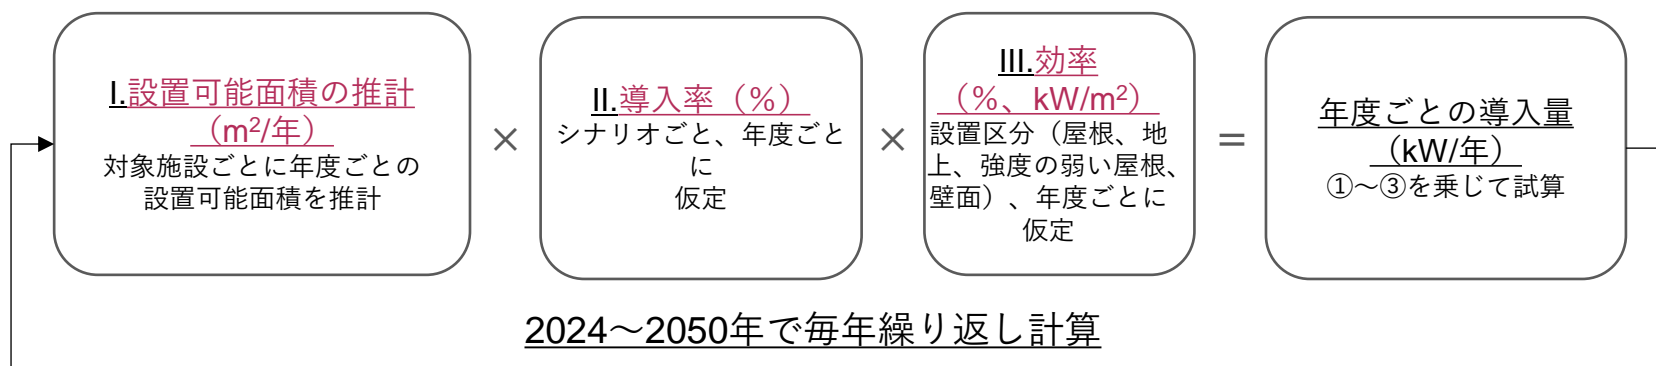 I.設置可能面積の推計
（m²/年）
対象施設ごとに年度ごとの
設置可能面積を推計
×
II.導入率（%）
シナリオごと、年度ごと
に
仮定
×
III.効率
（%、kW/m²）
設置区分（屋根、地
上、強度の弱い屋根、
壁面）、年度ごとに
仮定
=
年度ごとの導入量
（kW/年）
①～③を乗じて試算
2024～2050年で毎年繰り返し計算